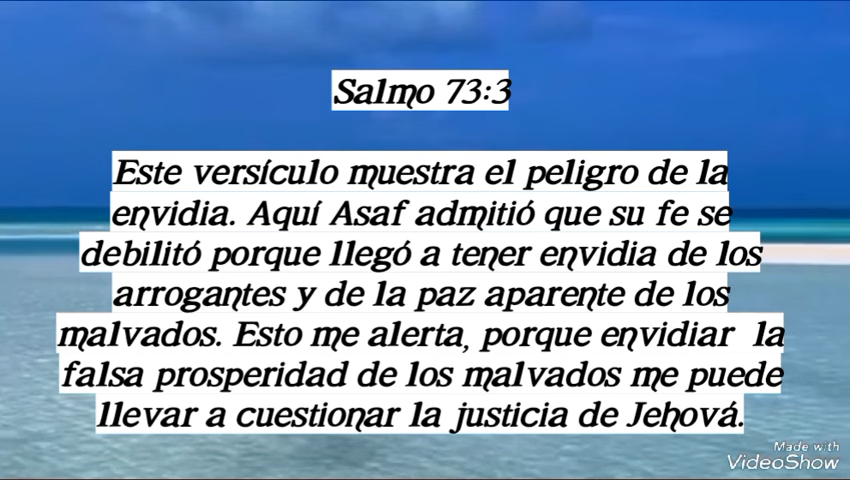 Salmo 73:3
Este versículo muestra el peligro de la
envidia. Aquí Asaf admitió que su fe se
debilitó porque llegó a tener envidia de los
arrogantes y de la paz aparente de los
malvados. Esto me alerta, porque envidiar la
falsa prosperidad de los malvados me puede
llevar a cuestionar la justicia de Jehová.
Made with
VideoShow